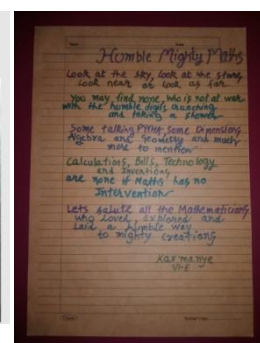 Humble Mighty Maths
Look at the sky, look at the stars
Look near or look as far
You may find none, who is not at war
with the humble digits crunching
and taking a shower
Some talking some Dimensions
Algebra and Geometry and much
more to mention
Calculations, Bills, Technology
and Inventions
are none if Maths has no
Intervention
Lets salute all the Mathematicians
who Loved, explored and
Laid a humble way
to mighty creations
Karmanye